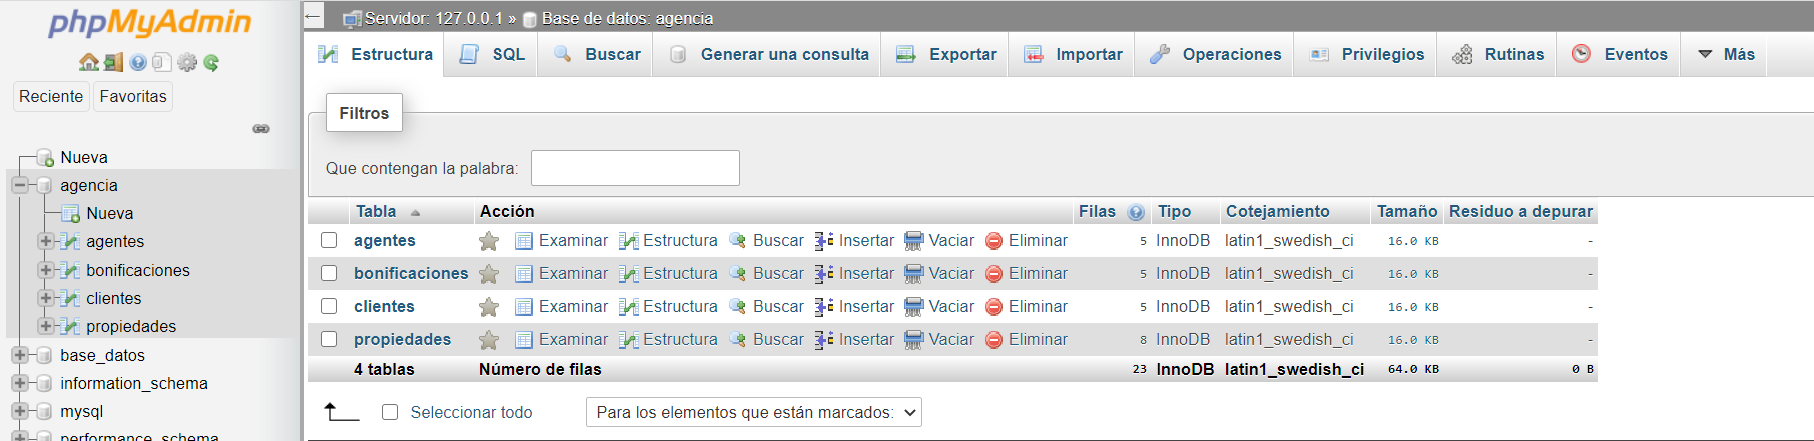 phpMyAdmin
Reciente Favoritas
Nueva
agencia
Nueva
agentes
bonificaciones
clientes
propiedades
base_datos
information_schema
mysql
performance_schema
Servidor: 127.0.0.1 » Base de datos: agencia
Estructura SQL Buscar Generar una consulta Exportar Importar Operaciones Privilegios Rutinas Eventos Más
Filtros
Que contengan la palabra:
Tabla Acción Filas Tipo Cotejamiento Tamaño Residuo a depurar
agentes Examinar Estructura Buscar Insertar Vaciar Eliminar 5 InnoDB latin1_swedish_ci 16.0 KB -
bonificaciones Examinar Estructura Buscar Insertar Vaciar Eliminar 5 InnoDB latin1_swedish_ci 16.0 KB -
clientes Examinar Estructura Buscar Insertar Vaciar Eliminar 5 InnoDB latin1_swedish_ci 16.0 KB -
propiedades Examinar Estructura Buscar Insertar Vaciar Eliminar 8 InnoDB latin1_swedish_ci 16.0 KB -
4 tablas Número de filas 23 InnoDB latin1_swedish_ci 64.0 KB 0 B
Seleccionar todo Para los elementos que están marcados: